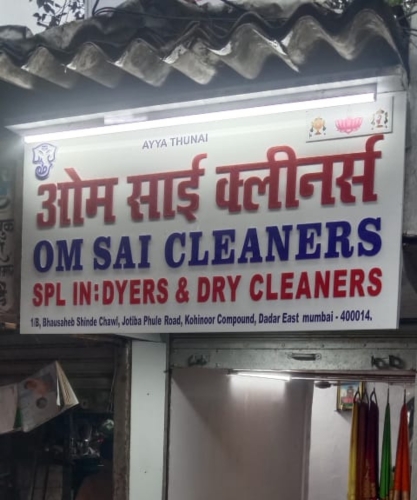 AYYA THUNAI
ओम साई क्लीनर्स
OM SAI CLEANERS
SPL IN: DYERS & DRY CLEANERS
1/B, Bhausaheb Shinde Chawl, Jotiba Phule Road, Kohinoor Compound, Dadar East mumbai - 400014.